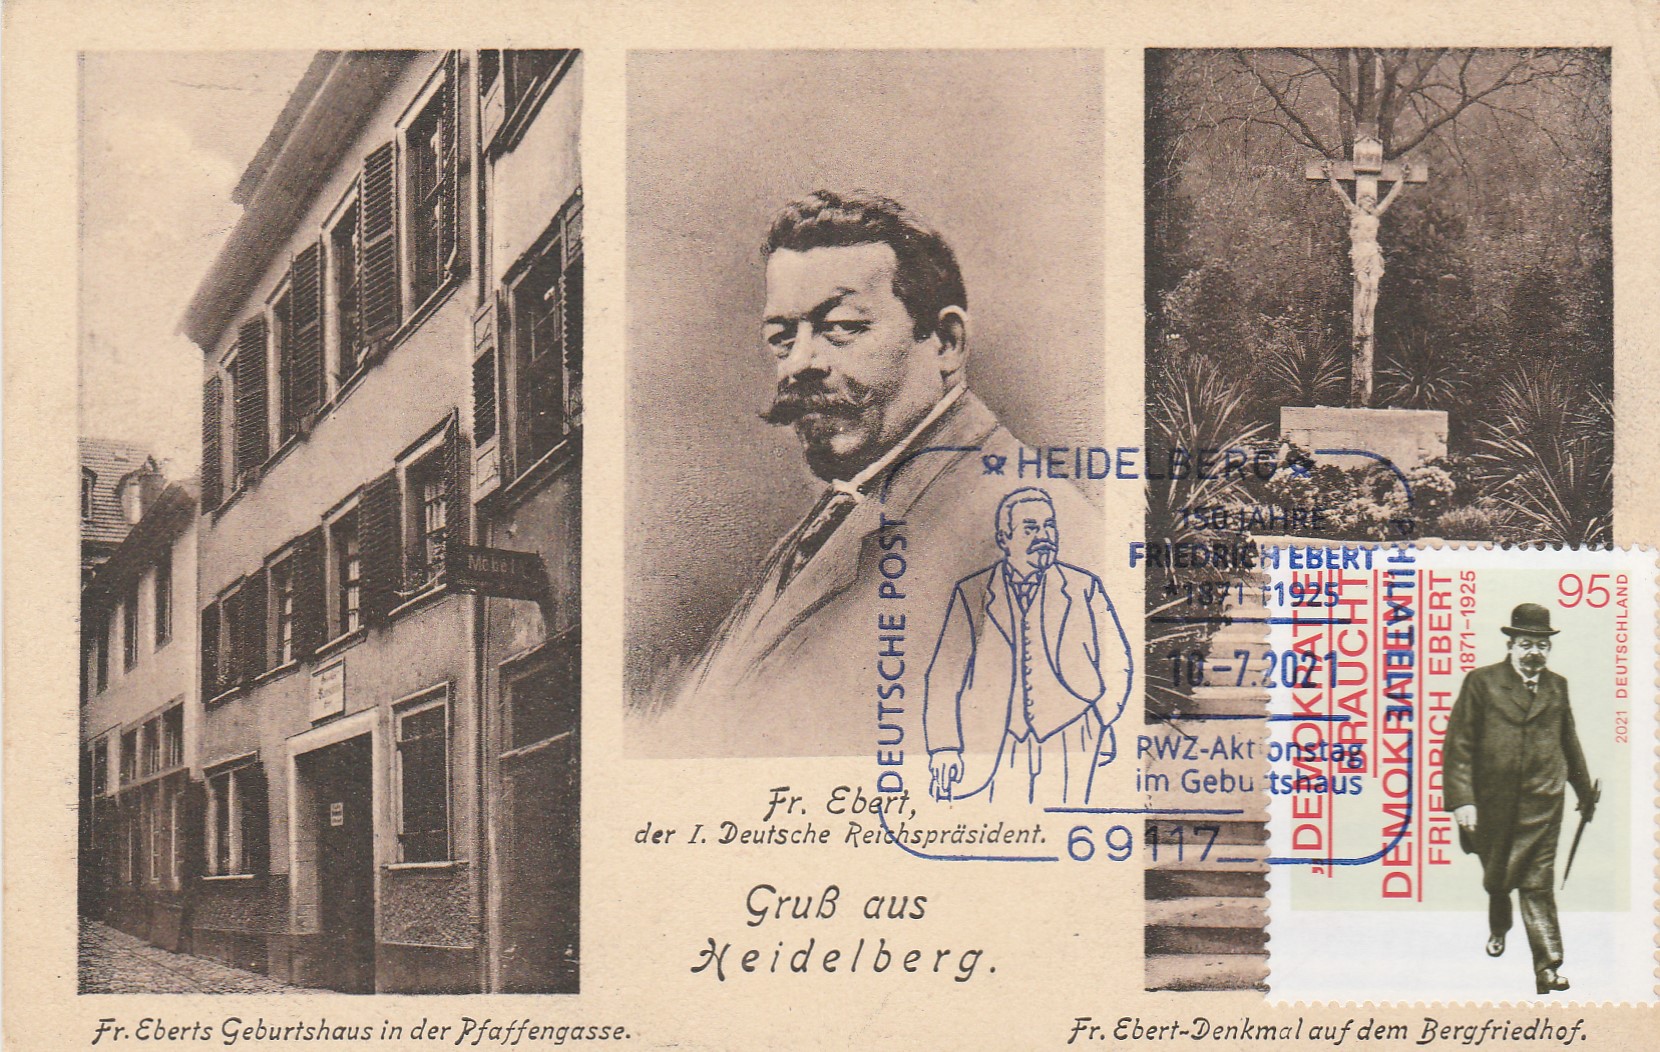 Möbel
Fr. Ebert,
der I. Deutsche Reichspräsident.
Gruß aus
Heidelberg.
Fr. Eberts Geburtshaus in der Pfaffengasse.
Fr. Ebert-Denkmal auf dem Bergfriedhof.
HEIDELBERG
DEUTSCHE POST
PHILATELIE
150 JAHRE
FRIEDRICH EBERT
*1871 †1925
10.-7.2021
RWZ-Aktionstag
im Geburtshaus
69117
95
2021 DEUTSCHLAND
„DEMOKRATIE
BRAUCHT
DEMOKRATEN“
FRIEDRICH EBERT
1871–1925